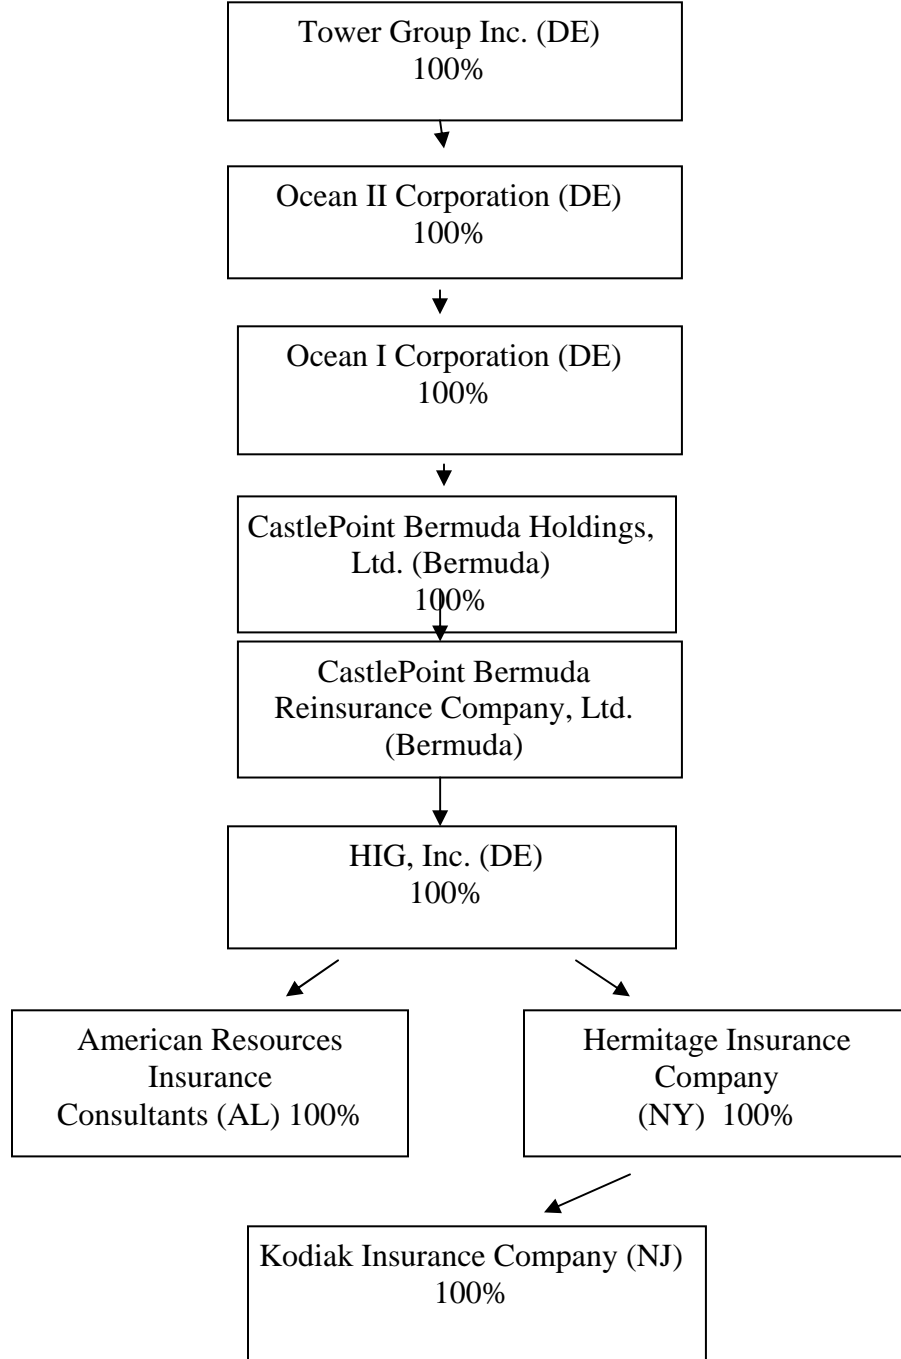 Tower Group Inc. (DE)
100%
Ocean II Corporation (DE)
100%
Ocean I Corporation (DE)
100%
CastlePoint Bermuda Holdings,
Ltd. (Bermuda)
100%
CastlePoint Bermuda
Reinsurance Company, Ltd.
(Bermuda)
HIG, Inc. (DE)
100%
American Resources
Insurance
Consultants (AL) 100%
Hermitage Insurance
Company
(NY) 100%
Kodiak Insurance Company (NJ)
100%